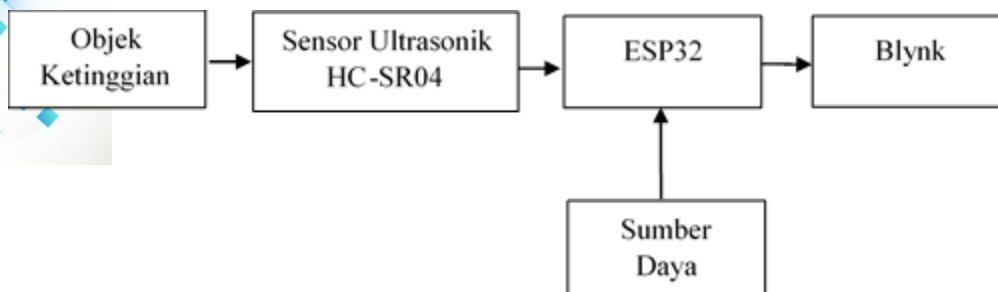 Objek
Ketinggian
Sensor Ultrasonik
HC-SR04
ESP32
Blynk
Sumber
Daya